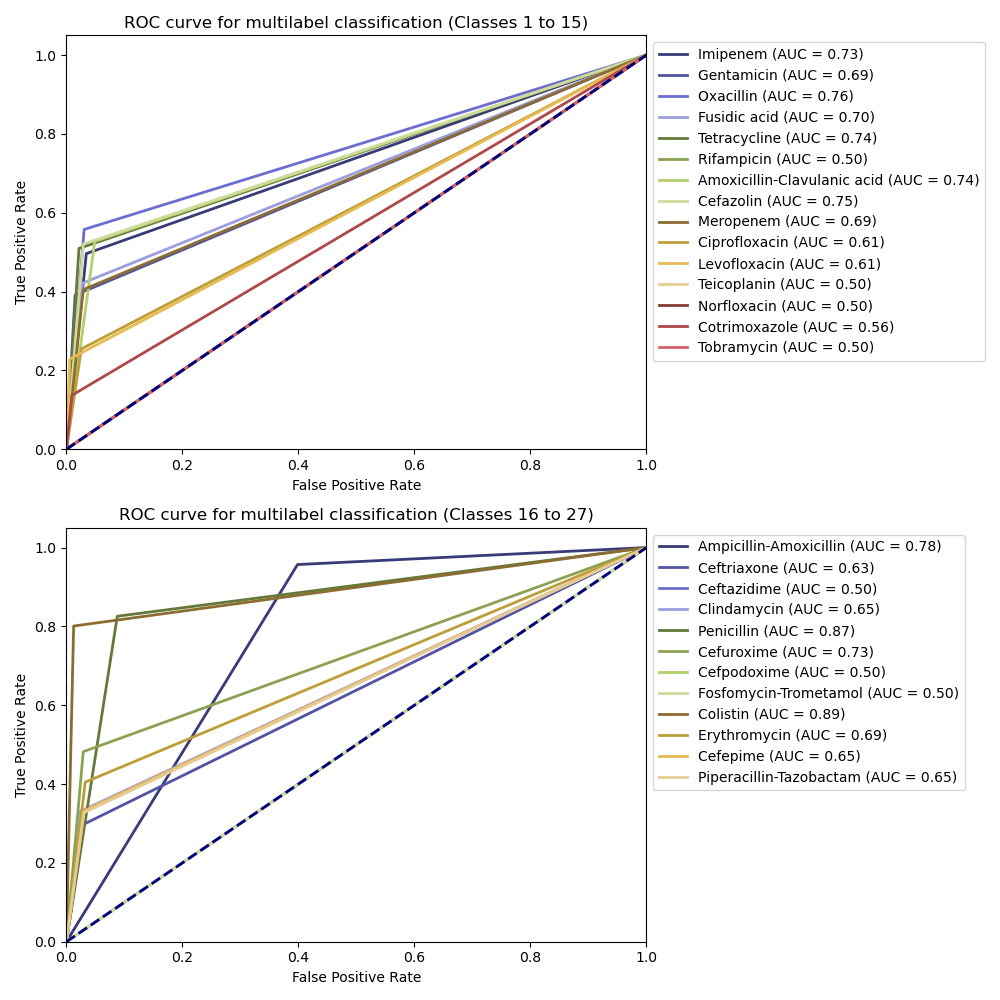 ROC curve for multilabel classification (Classes 1 to 15)
True Positive Rate
1.0
0.8
0.6
0.4
0.2
0.0
0.0 0.2 0.4 0.6 0.8 1.0
False Positive Rate
Imipenem (AUC = 0.73)
Gentamicin (AUC = 0.69)
Oxacillin (AUC = 0.76)
Fusidic acid (AUC = 0.70)
Tetracycline (AUC = 0.74)
Rifampicin (AUC = 0.50)
Amoxicillin-Clavulanic acid (AUC = 0.74)
Cefazolin (AUC = 0.75)
Meropenem (AUC = 0.69)
Ciprofloxacin (AUC = 0.61)
Levofloxacin (AUC = 0.61)
Teicoplanin (AUC = 0.50)
Norfloxacin (AUC = 0.50)
Cotrimoxazole (AUC = 0.56)
Tobramycin (AUC = 0.50)
ROC curve for multilabel classification (Classes 16 to 27)
True Positive Rate
1.0
0.8
0.6
0.4
0.2
0.0
0.0 0.2 0.4 0.6 0.8 1.0
False Positive Rate
Ampicillin-Amoxicillin (AUC = 0.78)
Ceftriaxone (AUC = 0.63)
Ceftazidime (AUC = 0.50)
Clindamycin (AUC = 0.65)
Penicillin (AUC = 0.87)
Cefuroxime (AUC = 0.73)
Cefpodoxime (AUC = 0.50)
Fosfomycin-Trometamol (AUC = 0.50)
Colistin (AUC = 0.89)
Erythromycin (AUC = 0.69)
Cefepime (AUC = 0.65)
Piperacillin-Tazobactam (AUC = 0.65)